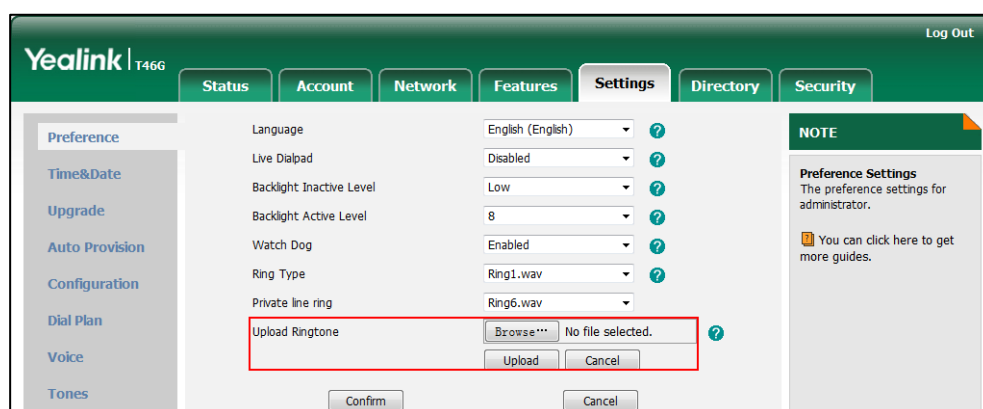 Log Out
Yealink T46G
Status Account Network Features Settings Directory Security
Preference
Time&Date
Upgrade
Auto Provision
Configuration
Dial Plan
Voice
Tones
Language English (English)
Live Dialpad Disabled
Backlight Inactive Level Low
Backlight Active Level 8
Watch Dog Enabled
Ring Type Ring1.wav
Private line ring Ring6.wav
Upload Ringtone Browse… No file selected.
Upload Cancel
Confirm Cancel
NOTE
Preference Settings
The preference settings for
administrator.
You can click here to get
more guides.